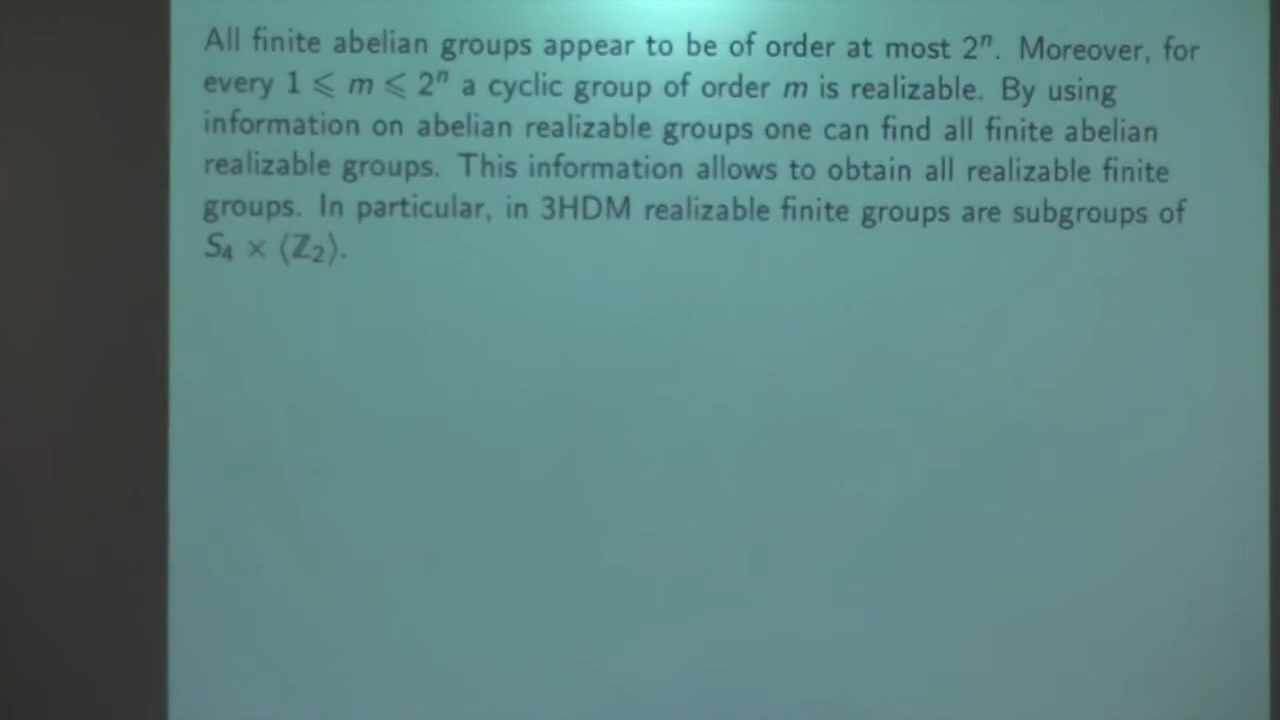 All finite abelian groups appear to be of order at most 2ⁿ. Moreover, for
every 1 ⩽ m ⩽ 2ⁿ a cyclic group of order m is realizable. By using
information on abelian realizable groups one can find all finite abelian
realizable groups. This information allows to obtain all realizable finite
groups. In particular, in 3HDM realizable finite groups are subgroups of
S₄ × (ℤ₂).